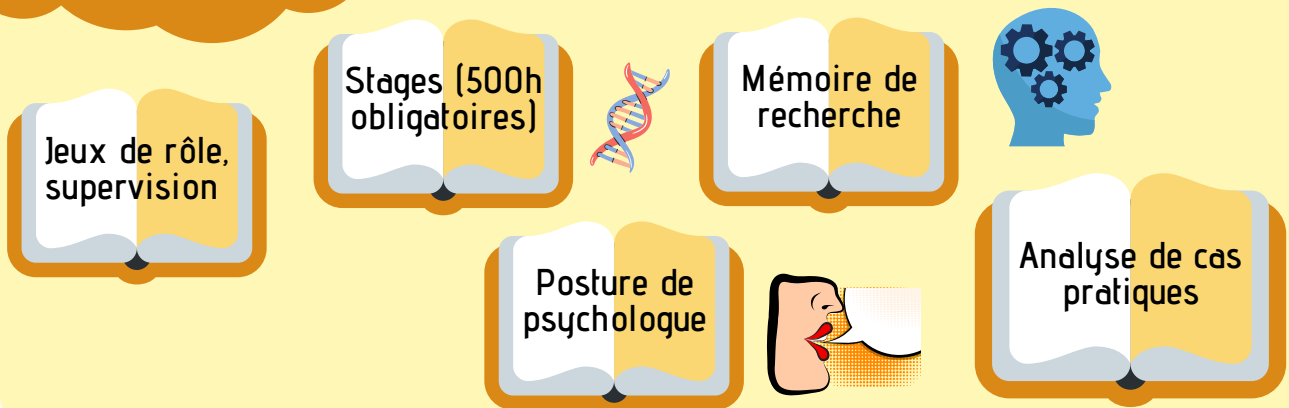 Jeux de rôle,
supervision
Stages (500h
obligatoires)
Mémoire de
recherche
Posture de
psychologue
Analyse de cas
pratiques